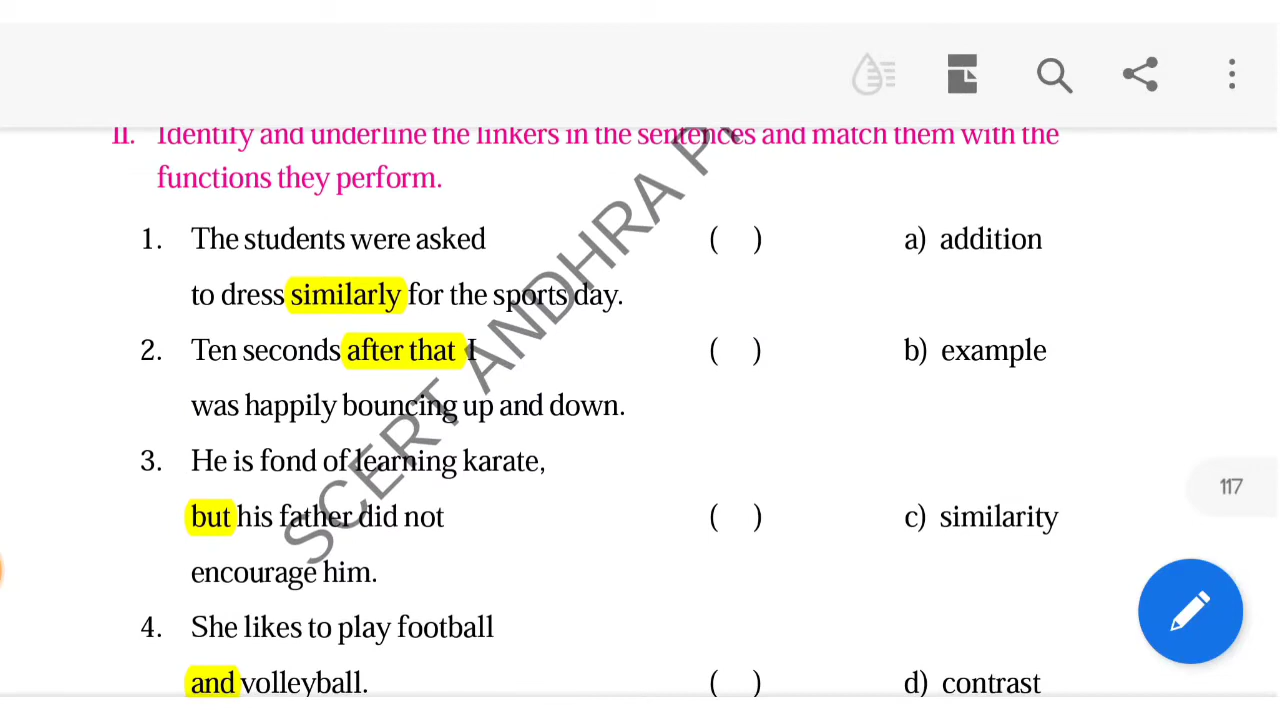 II. Identify and underline the linkers in the sentences and match them with the
functions they perform.
1. The students were asked ( ) a) addition
to dress similarly for the sports day.
2. Ten seconds after that I ( ) b) example
was happily bouncing up and down.
3. He is fond of learning karate,
but his father did not ( ) c) similarity
encourage him.
4. She likes to play football
and volleyball. ( ) d) contrast
SCERT ANDHRA P
117